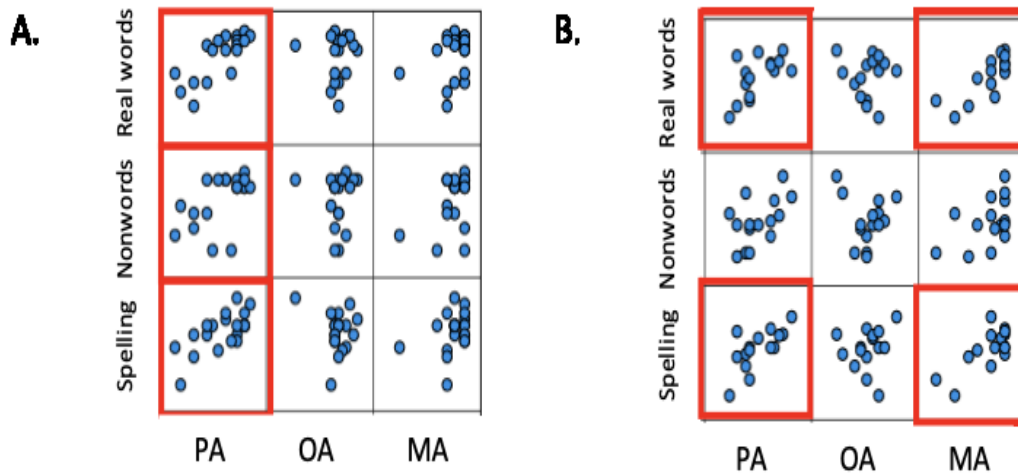 A.
Real words
Nonwords
Spelling
PA OA MA
B.
Real words
Nonwords
Spelling
PA OA MA